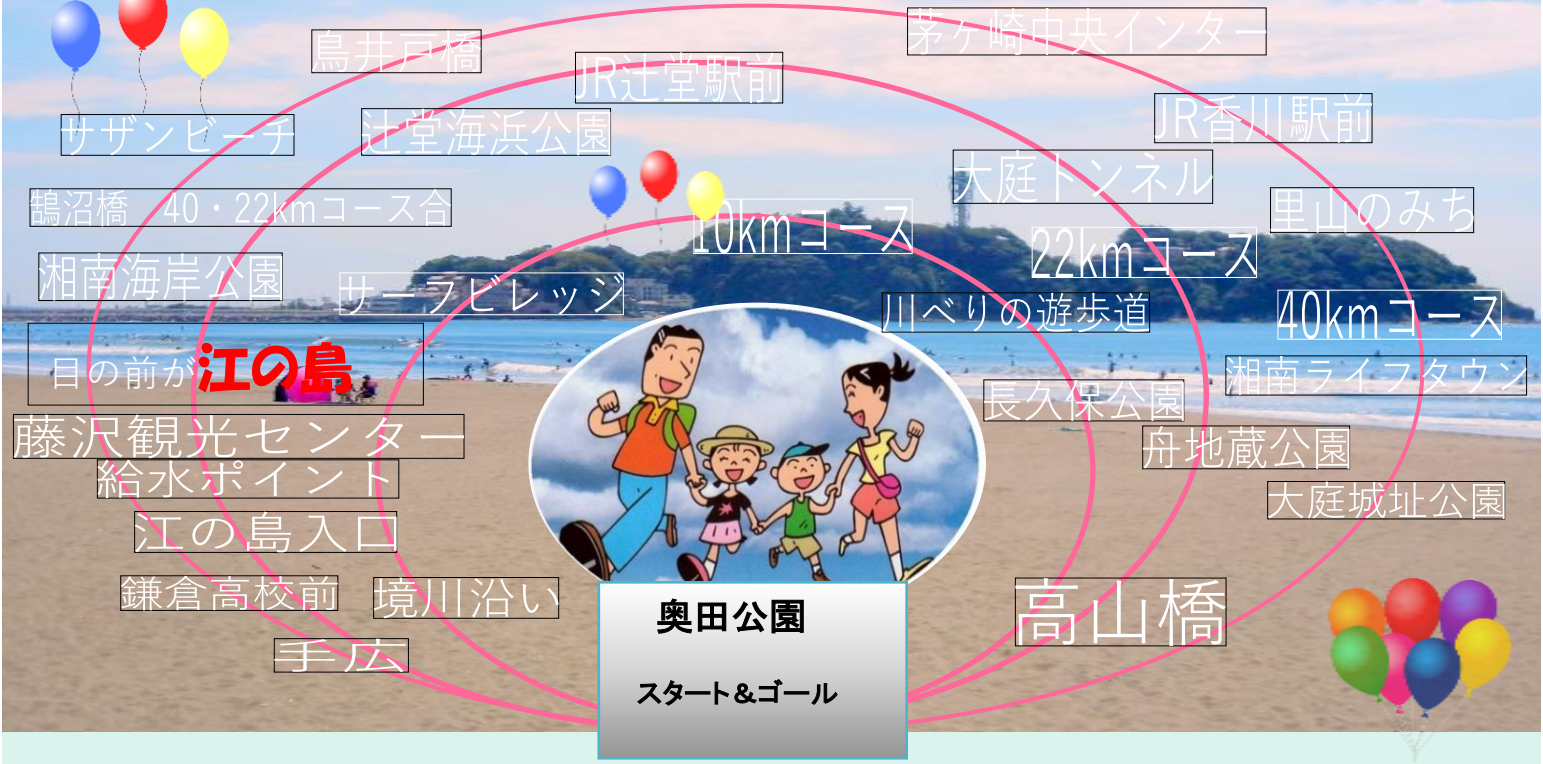 茅ヶ崎中央インター
鳥井戸橋
JR辻堂駅前
JR香川駅前
サザンビーチ
辻堂海浜公園
大庭トンネル
鵠沼橋　40・22kmコース合
里山のみち
10kmコース
22kmコース
湘南海岸公園
サーフビレッジ
川べりの遊歩道
40kmコース
目の前が江の島
湘南ライフタウン
長久保公園
藤沢観光センター
舟地蔵公園
給水ポイント
大庭城址公園
江の島入口
鎌倉高校前
境川沿い
高山橋
奥田公園
手広
スタート&ゴール